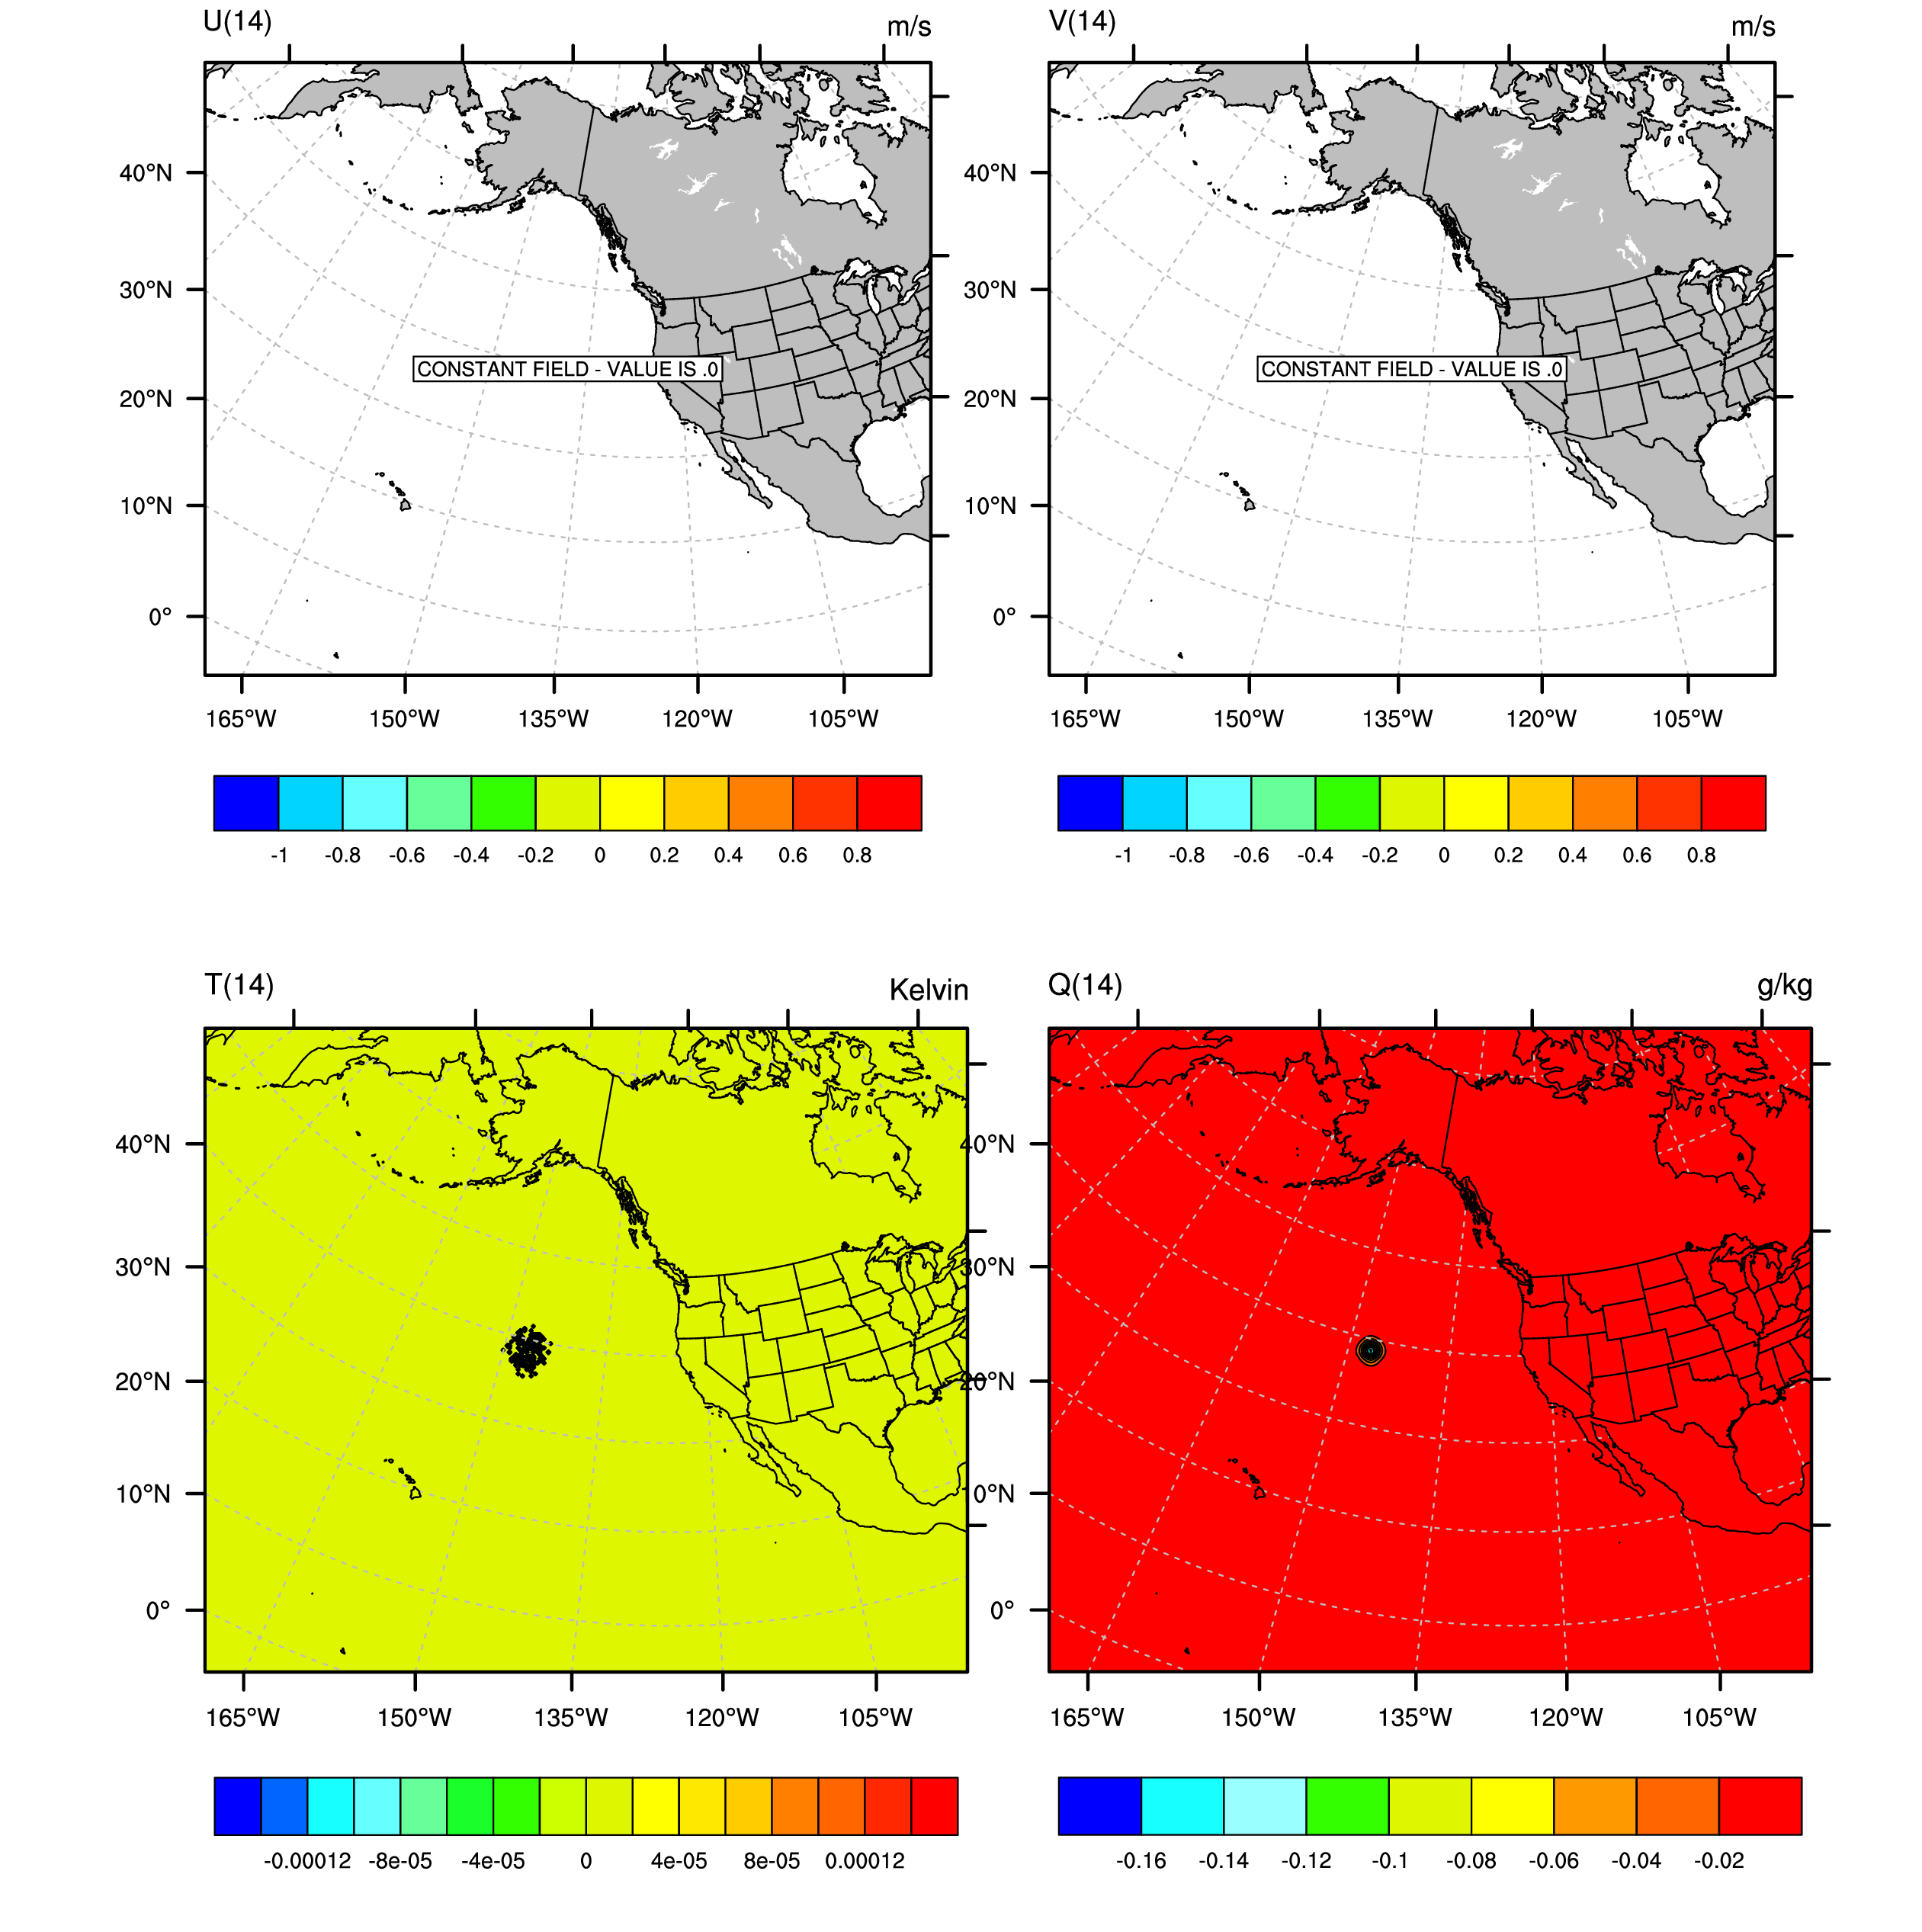 U(14) m/s V(14) m/s
40°N 40°N
30°N 30°N
CONSTANT FIELD - VALUE IS .0 CONSTANT FIELD - VALUE IS .0
20°N 20°N
10°N 10°N
0° 0°
165°W 150°W 135°W 120°W 105°W 165°W 150°W 135°W 120°W 105°W
-1 -0.8 -0.6 -0.4 -0.2 0 0.2 0.4 0.6 0.8 -1 -0.8 -0.6 -0.4 -0.2 0 0.2 0.4 0.6 0.8
T(14) Kelvin Q(14) g/kg
40°N 40°N
30°N 30°N
20°N 20°N
10°N 0°N
0° 0°
165°W 150°W 135°W 120°W 105°W 165°W 150°W 135°W 120°W 105°W
-0.00012 -8e-05 -4e-05 0 4e-05 8e-05 0.00012 -0.16 -0.14 -0.12 -0.1 -0.08 -0.06 -0.04 -0.02